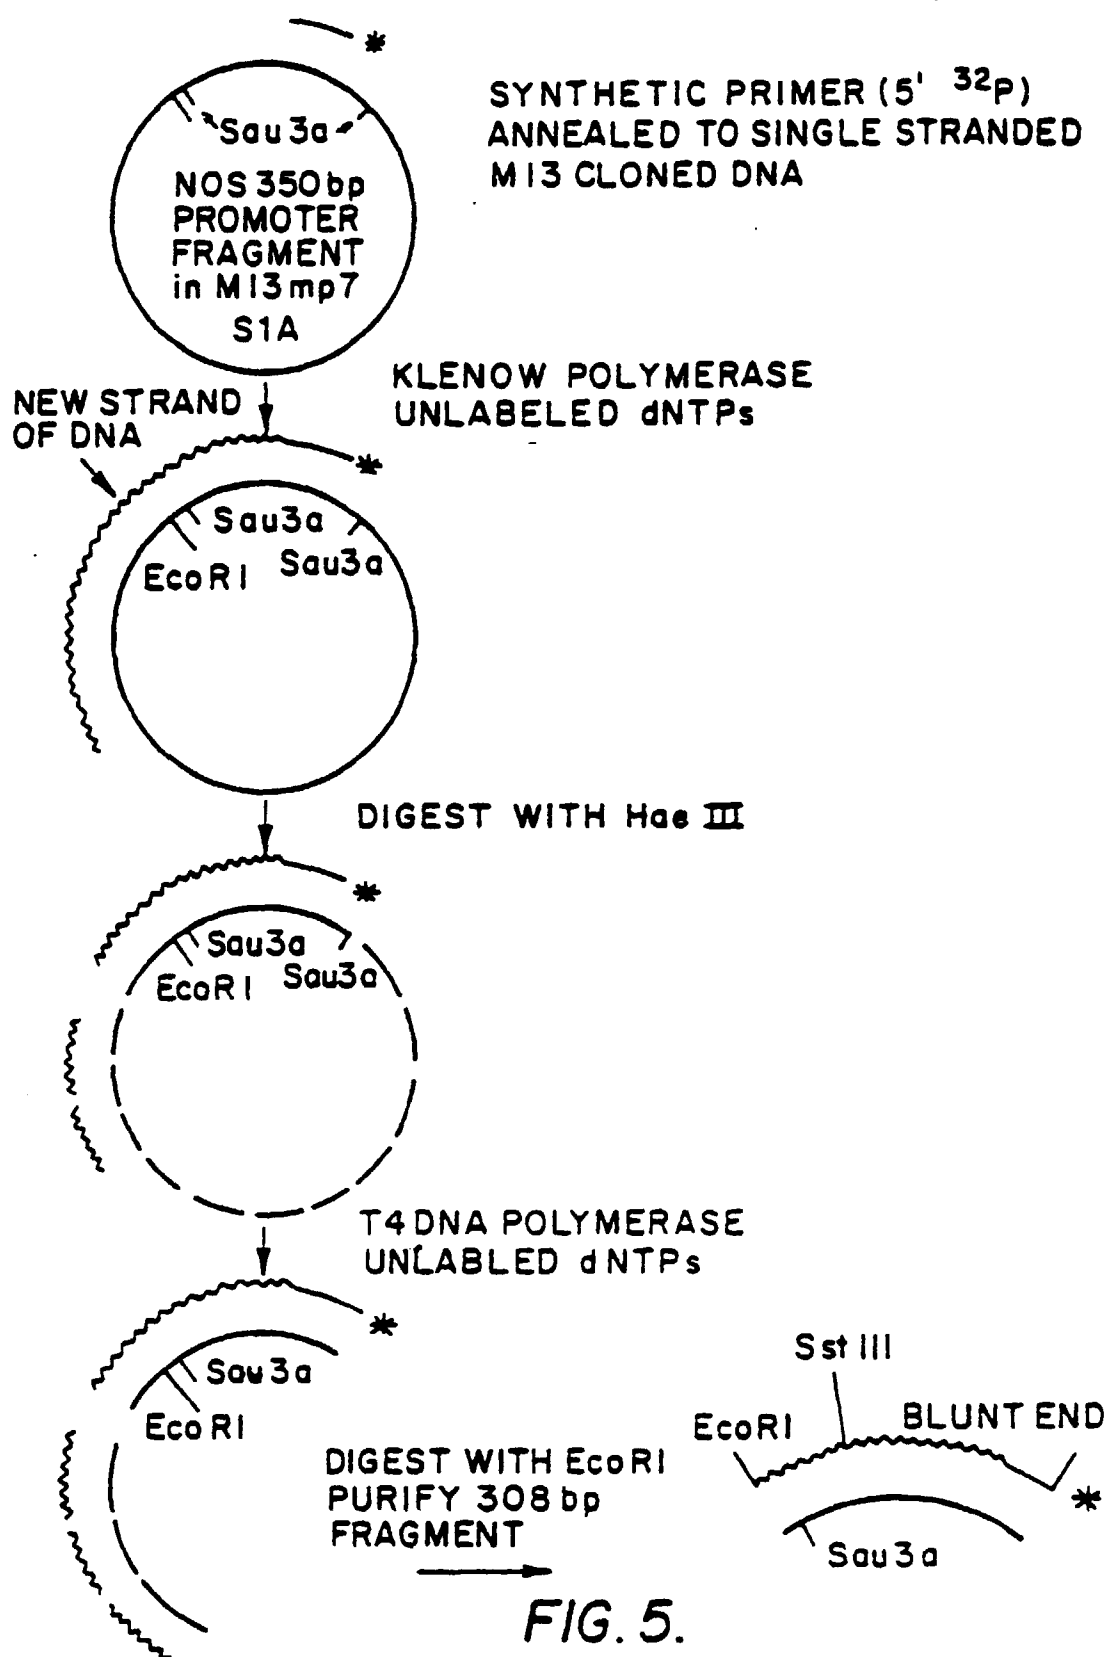 *
SYNTHETIC PRIMER (5' 32P)
ANNEALED TO SINGLE STRANDED
M13 CLONED DNA
Sau3a
NOS 350bp
PROMOTER
FRAGMENT
in M13mp7
S1A
KLENOW POLYMERASE
UNLABELED dNTPs
NEW STRAND
OF DNA
*
Sau3a
EcoRI
Sau3a
DIGEST WITH Hae III
*
Sau3a
EcoRI
Sau3a
T4 DNA POLYMERASE
UNLABLED dNTPs
*
Sau3a
EcoRI
DIGEST WITH EcoRI
PURIFY 308 bp
FRAGMENT
Sst III
EcoRI
BLUNT END
*
Sau3a
FIG. 5.